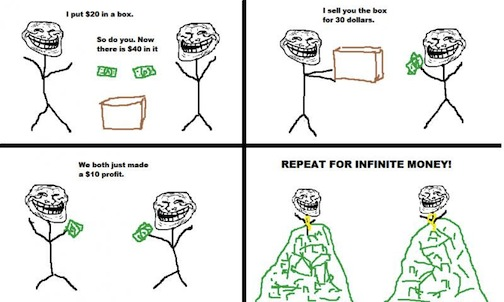 I put $20 in a box.
So do you. Now
there is $40 in it
I sell you the box
for 30 dollars.
We both just made
a $10 profit.
REPEAT FOR INFINITE MONEY!